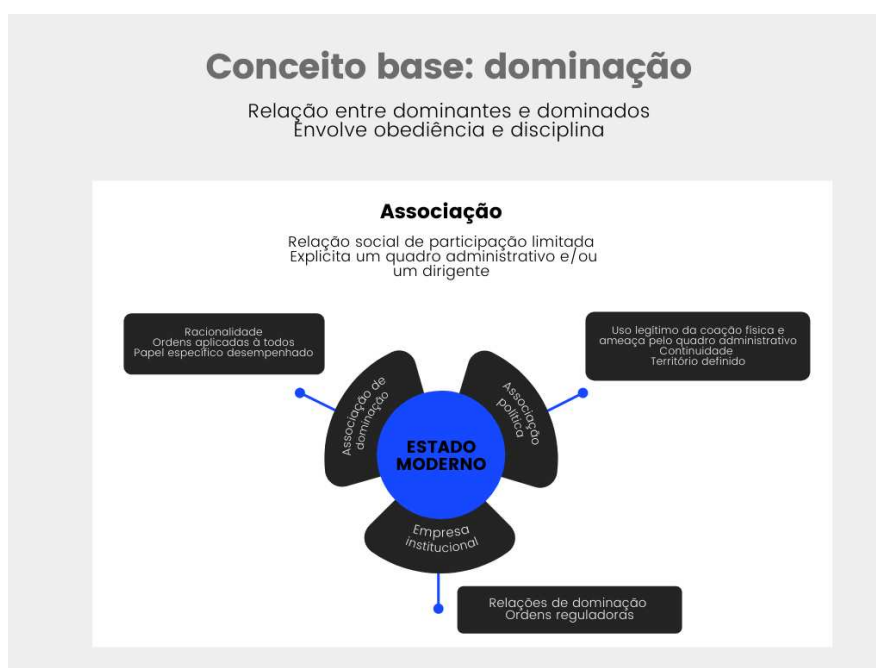 Conceito base: dominação
Relação entre dominantes e dominados
Envolve obediência e disciplina
Associação
Relação social de participação limitada
Explicita um quadro administrativo e/ou
um dirigente
Racionalidade
Ordens aplicadas à todos
Papel específico desempenhado
Uso legítimo da coação física e
ameaça pelo quadro administrativo
Continuidade
Território definido
Associação de
dominação
Associação
política
ESTADO
MODERNO
Empresa
institucional
Relações de dominação
Ordens reguladoras